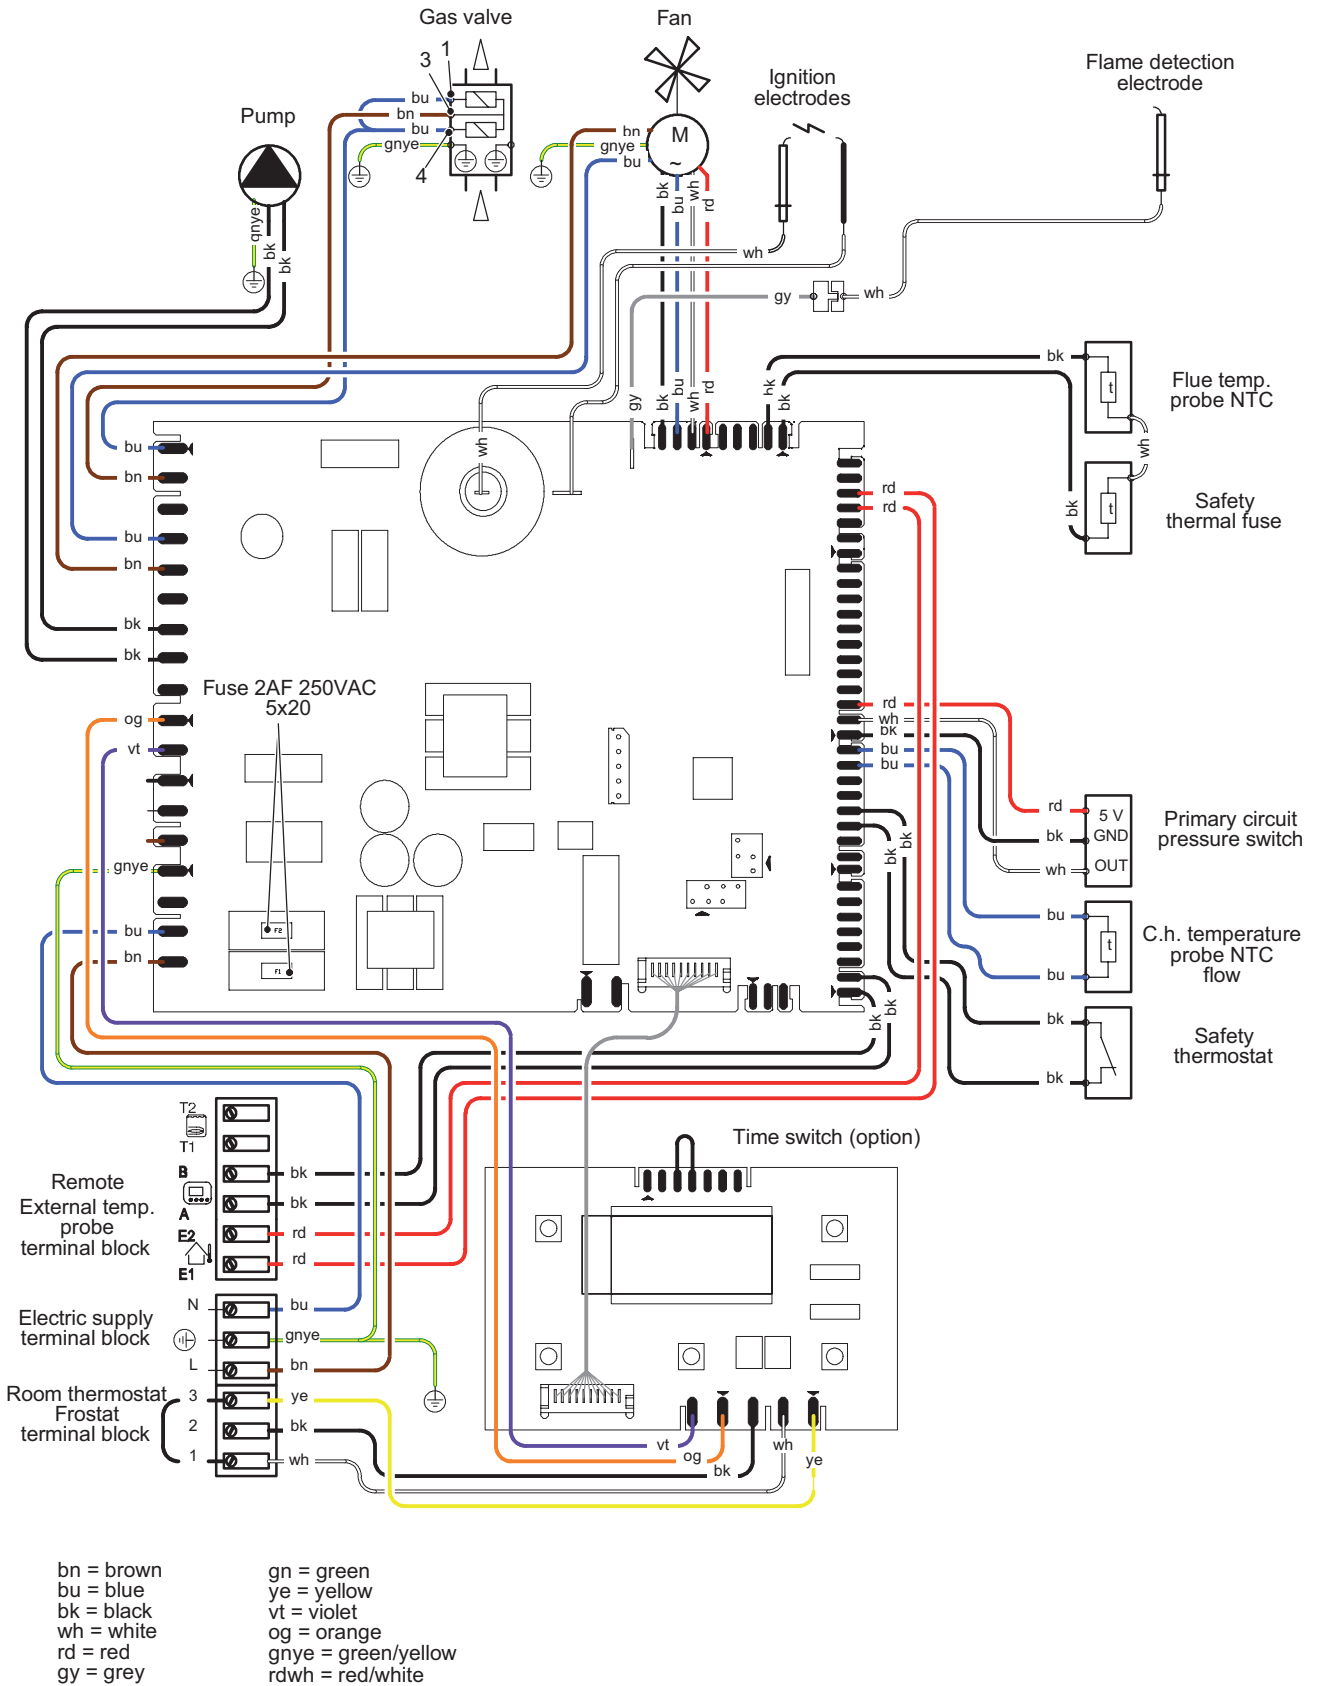 Gas valve
Fan
1
3
bu
bn
bu
gnye
4
Ignition
electrodes
Flame detection
electrode
Pump
bn
gnye
bu
M
~
bk
bu
wh
rd
gnye
bk
bk
wh
gy
wh
bk
Flue temp.
probe NTC
t
wh
Safety
thermal fuse
t
bk
gy
bk
bu
wh
rd
bk
bk
wh
bu
bn
bu
bn
bk
bk
og
vt
gnye
bu
bn
Fuse 2AF 250VAC
5x20
F2
F1
rd
rd
rd
wh
bk
bu
bu
bk
bk
bk
bk
rd
bk
wh
5 V
GND
OUT
Primary circuit
pressure switch
bu
bu
t
C.h. temperature
probe NTC
flow
bk
bk
Safety
thermostat
T2
T1
B
A
E2
E1
bk
bk
rd
rd
Remote
External temp.
probe
terminal block
N
L
bu
gnye
bn
Electric supply
terminal block
3
2
1
ye
bk
wh
Room thermostat
Frostat
terminal block
Time switch (option)
vt
og
bk
wh
ye
bn = brown
bu = blue
bk = black
wh = white
rd = red
gy = grey
gn = green
ye = yellow
vt = violet
og = orange
gnye = green/yellow
rdwh = red/white